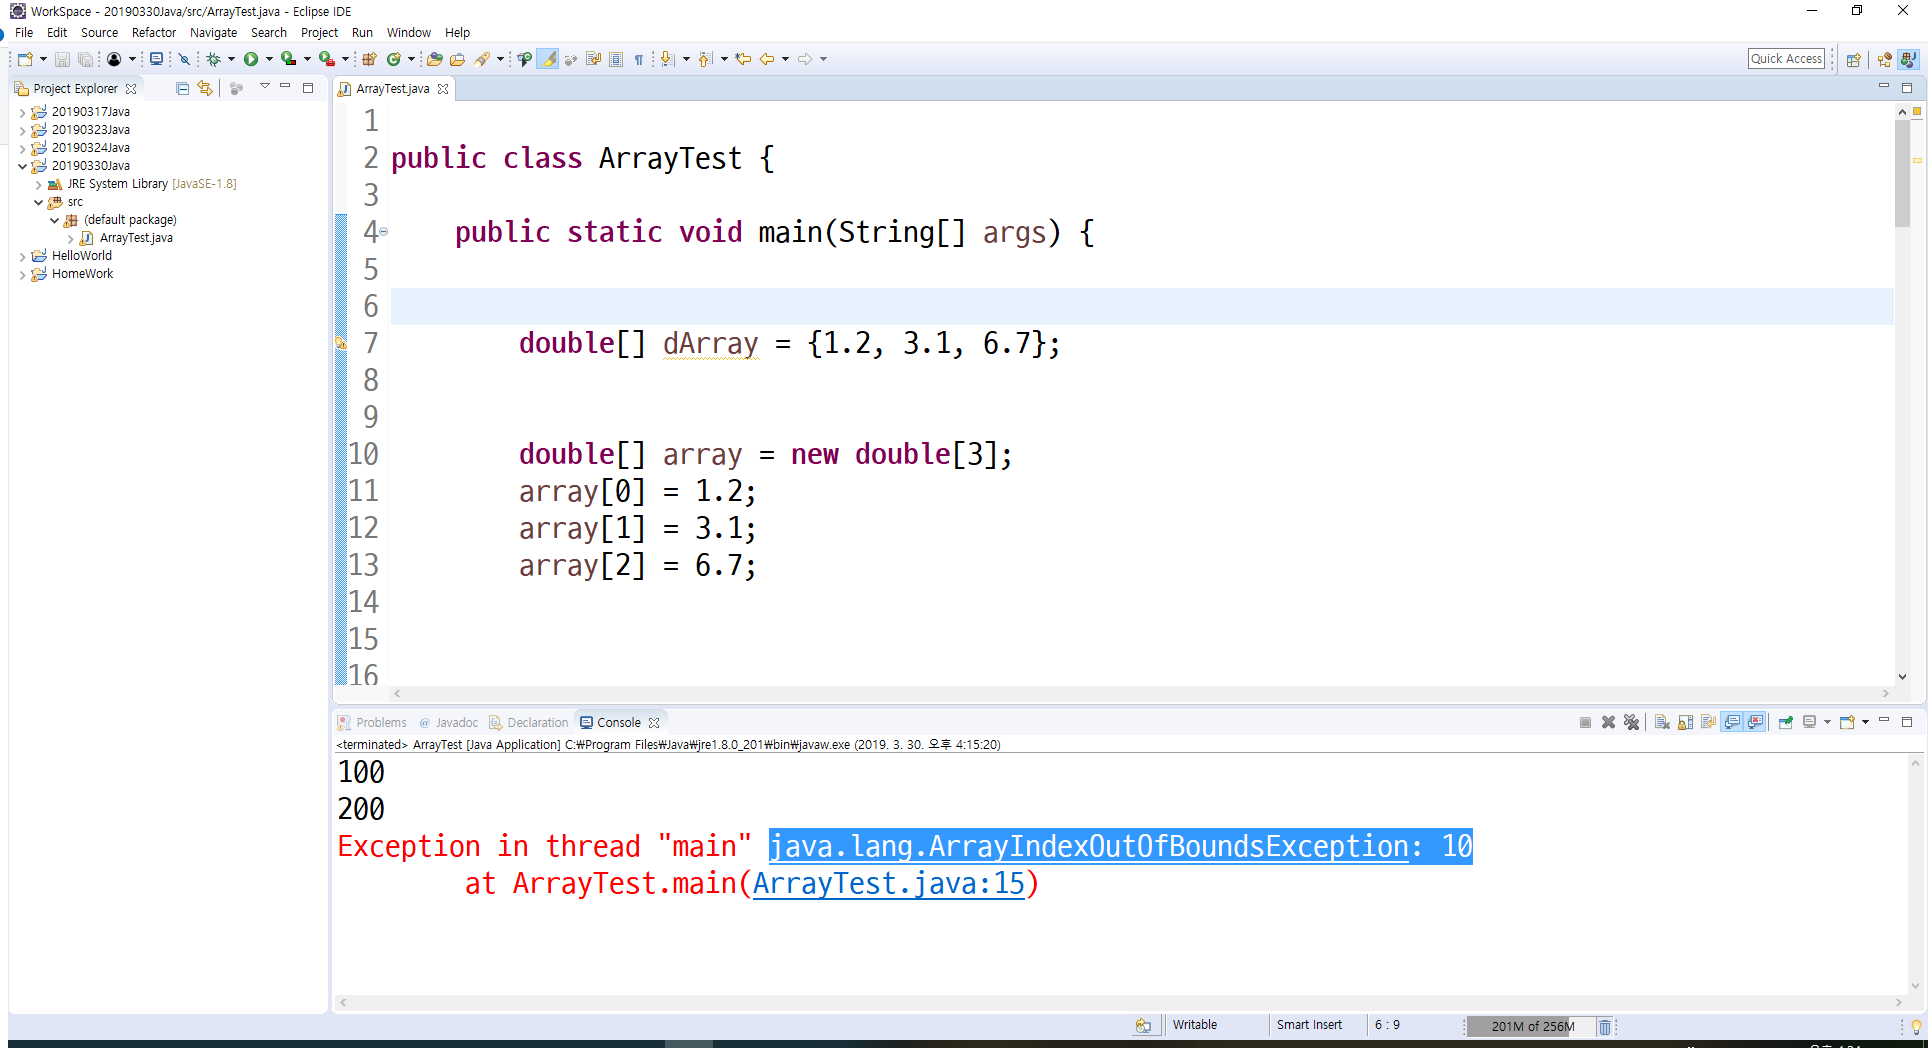 WorkSpace - 20190330Java/src/ArrayTest.java - Eclipse IDE
File Edit Source Refactor Navigate Search Project Run Window Help
Quick Access
Project Explorer
20190317Java
20190323Java
20190324Java
20190330Java
JRE System Library [JavaSE-1.8]
src
(default package)
ArrayTest.java
HelloWorld
HomeWork
ArrayTest.java
1
2 public class ArrayTest {
3
4 public static void main(String[] args) {
5
6
7 double[] dArray = {1.2, 3.1, 6.7};
8
9
10 double[] array = new double[3];
11 array[0] = 1.2;
12 array[1] = 3.1;
13 array[2] = 6.7;
14
15
16
Problems @ Javadoc Declaration Console
<terminated> ArrayTest [Java Application] C:₩Program Files₩Java₩jre1.8.0_201₩bin₩javaw.exe (2019. 3. 30. 오후 4:15:20)
100
200
Exception in thread "main" java.lang.ArrayIndexOutOfBoundsException: 10
at ArrayTest.main(ArrayTest.java:15)
Writable Smart Insert 6 : 9 201M of 256M